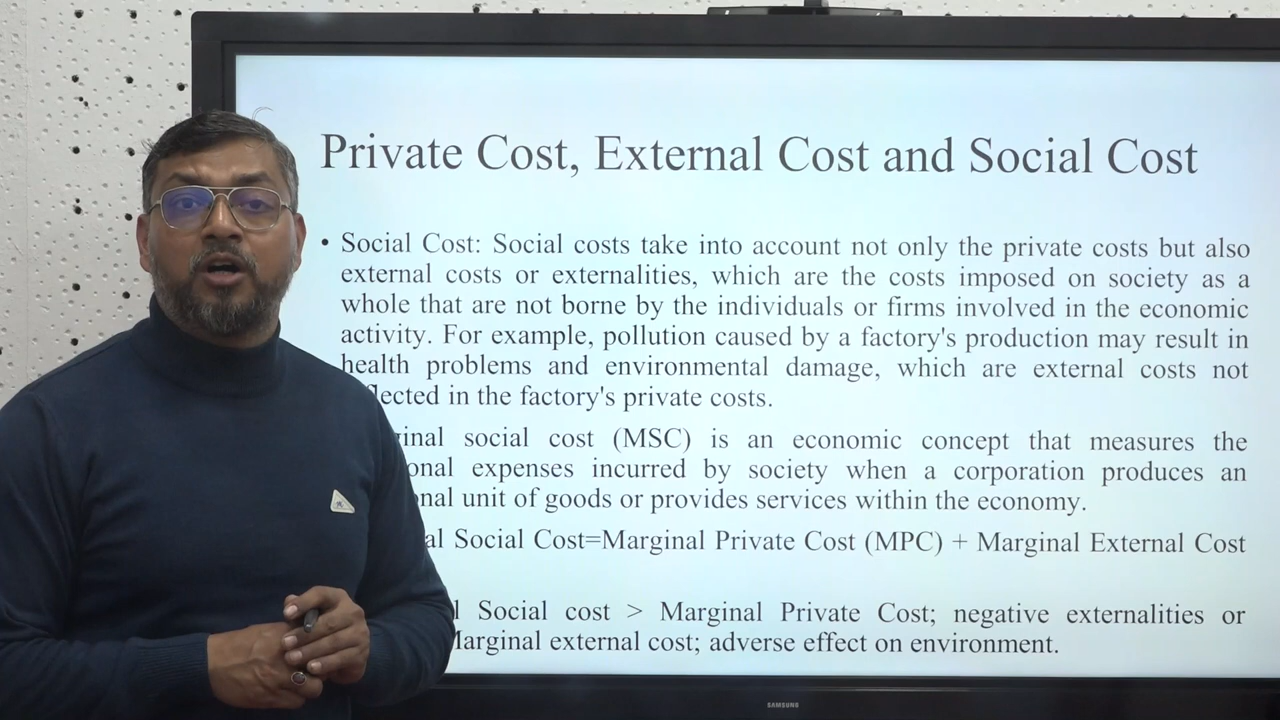 Private Cost, External Cost and Social Cost
• Social Cost: Social costs take into account not only the private costs but also
external costs or externalities, which are the costs imposed on society as a
whole that are not borne by the individuals or firms involved in the economic
activity. For example, pollution caused by a factory's production may result in
health problems and environmental damage, which are external costs not
in the factory's private costs.
social cost (MSC) is an economic concept that measures the
expenses incurred by society when a corporation produces an
unit of goods or provides services within the economy.
Social Cost=Marginal Private Cost (MPC) + Marginal External Cost
Social cost > Marginal Private Cost; negative externalities or
Marginal external cost; adverse effect on environment.
SAMSUNG